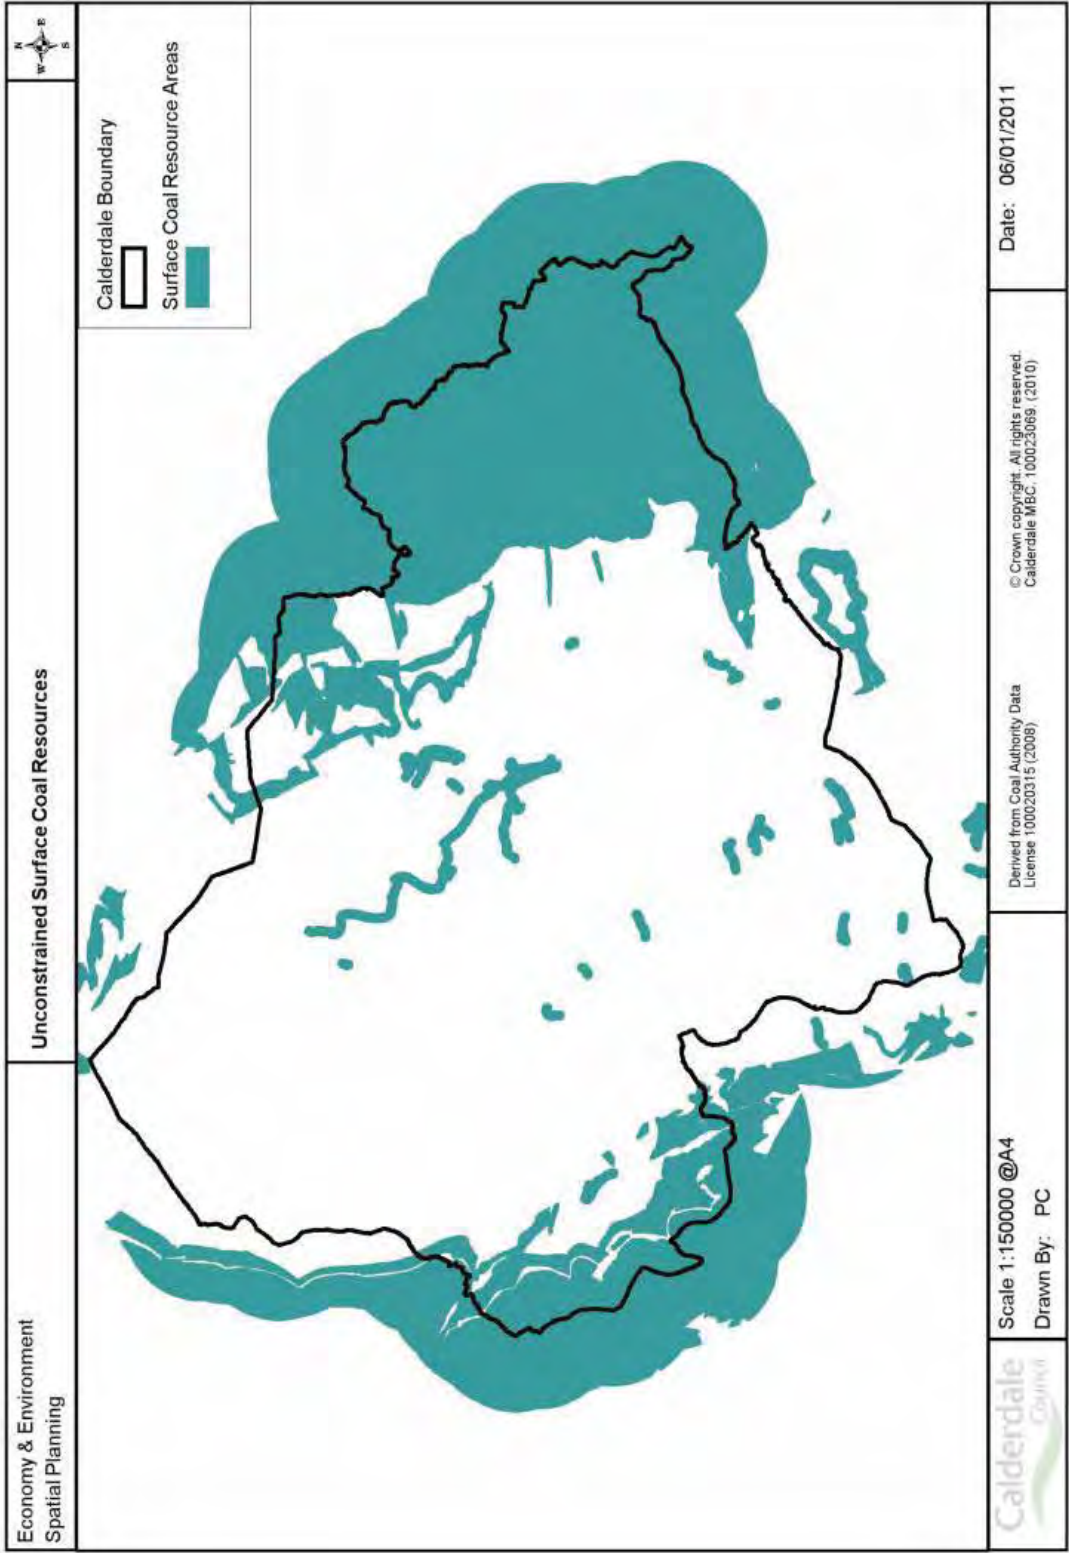 Economy & Environment
Spatial Planning
Unconstrained Surface Coal Resources
N
W E
S
Calderdale Boundary
Surface Coal Resource Areas
Calderdale
Council
Scale 1:150000 @A4
Drawn By: PC
Derived from Coal Authority Data
License 100020315 (2008)
© Crown copyright. All rights reserved.
Calderdale MBC, 100023069. (2010)
Date: 06/01/2011